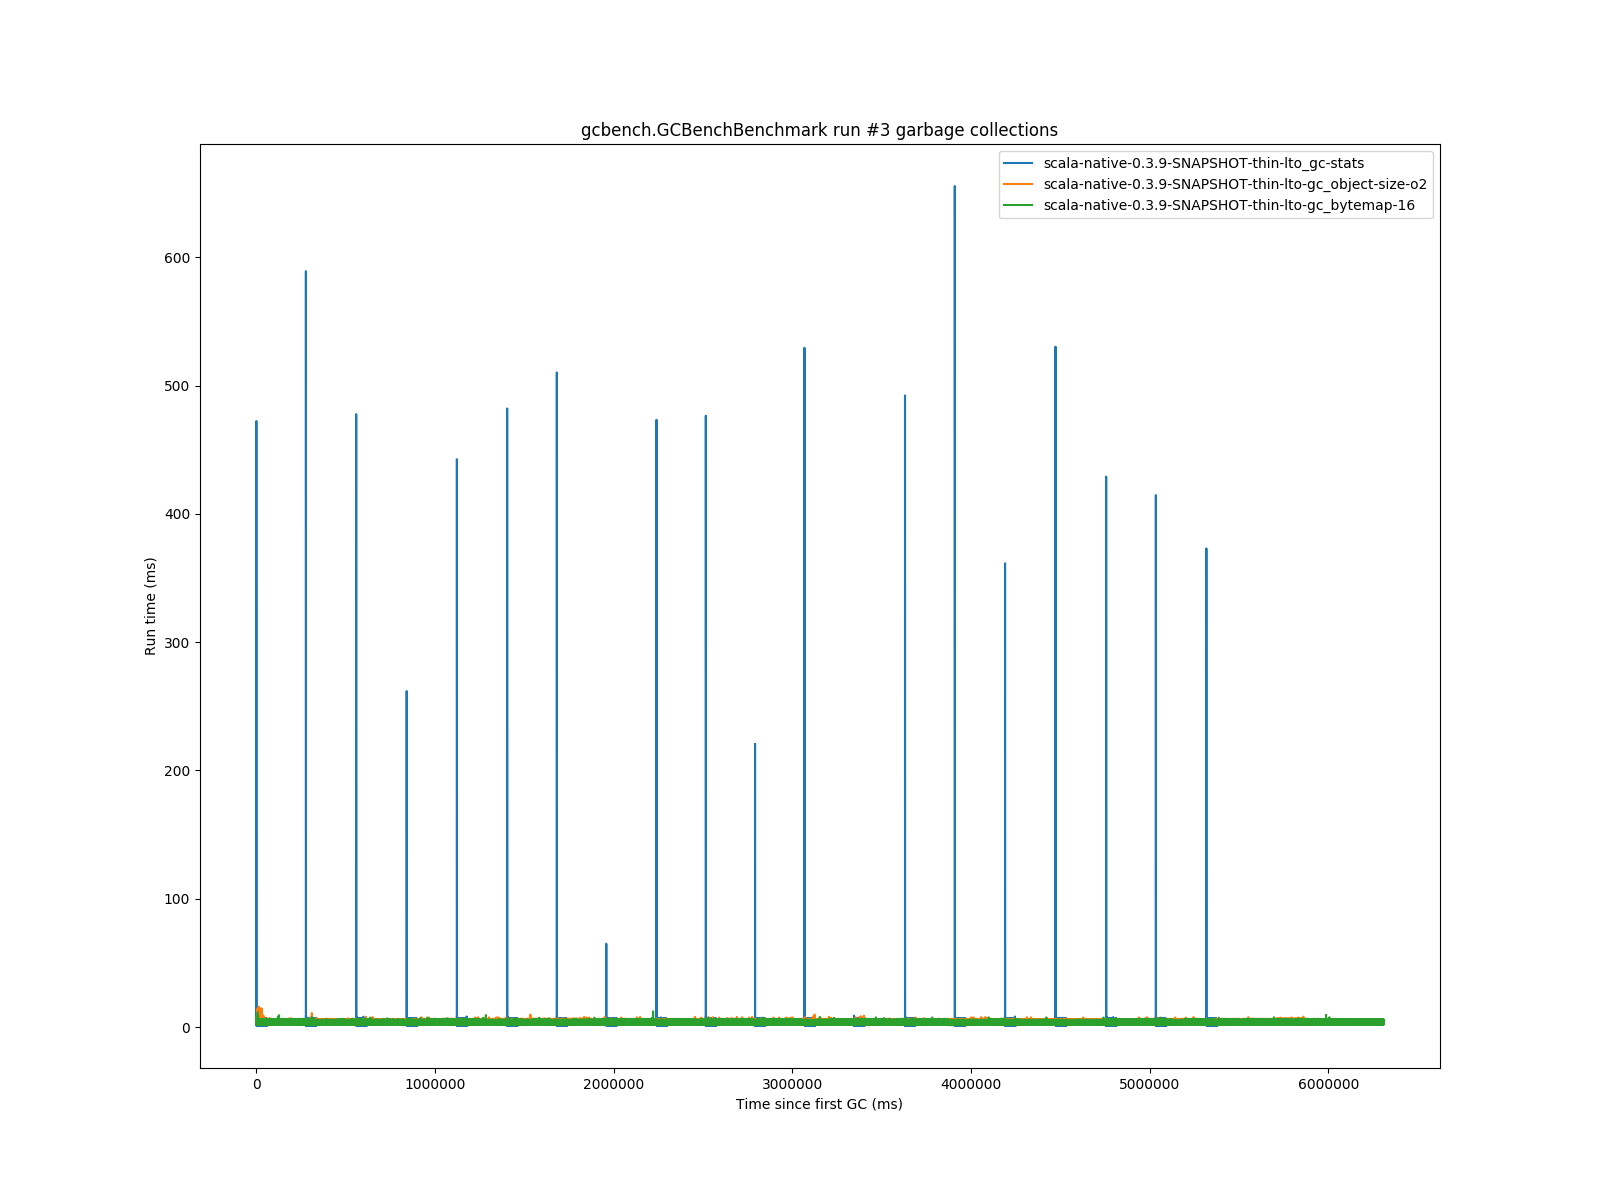 gcbench.GCBenchBenchmark run #3 garbage collections
scala-native-0.3.9-SNAPSHOT-thin-lto_gc-stats
scala-native-0.3.9-SNAPSHOT-thin-lto-gc_object-size-o2
scala-native-0.3.9-SNAPSHOT-thin-lto-gc_bytemap-16
Run time (ms)
600
500
400
300
200
100
0
0 1000000 2000000 3000000 4000000 5000000 6000000
Time since first GC (ms)